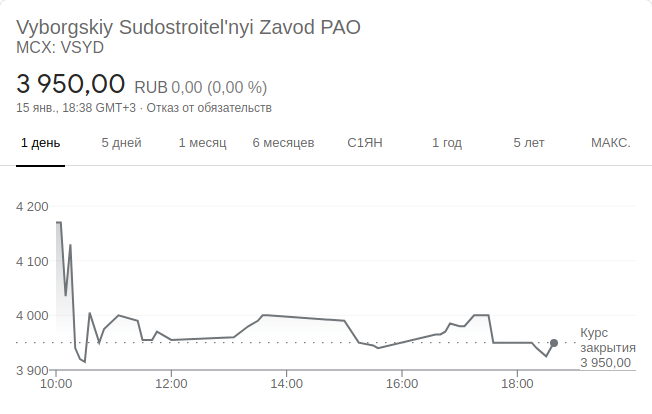 Vyborgskiy Sudostroitel'nyi Zavod PAO
MCX: VSYD
3 950,00 RUB 0,00 (0,00 %)
15 янв., 18:38 GMT+3 · Отказ от обязательств
1 день 5 дней 1 месяц 6 месяцев С1ЯН 1 год 5 лет МАКС.
4 200
4 100
4 000
3 900
Курс
закрытия
3 950,00
10:00 12:00 14:00 16:00 18:00